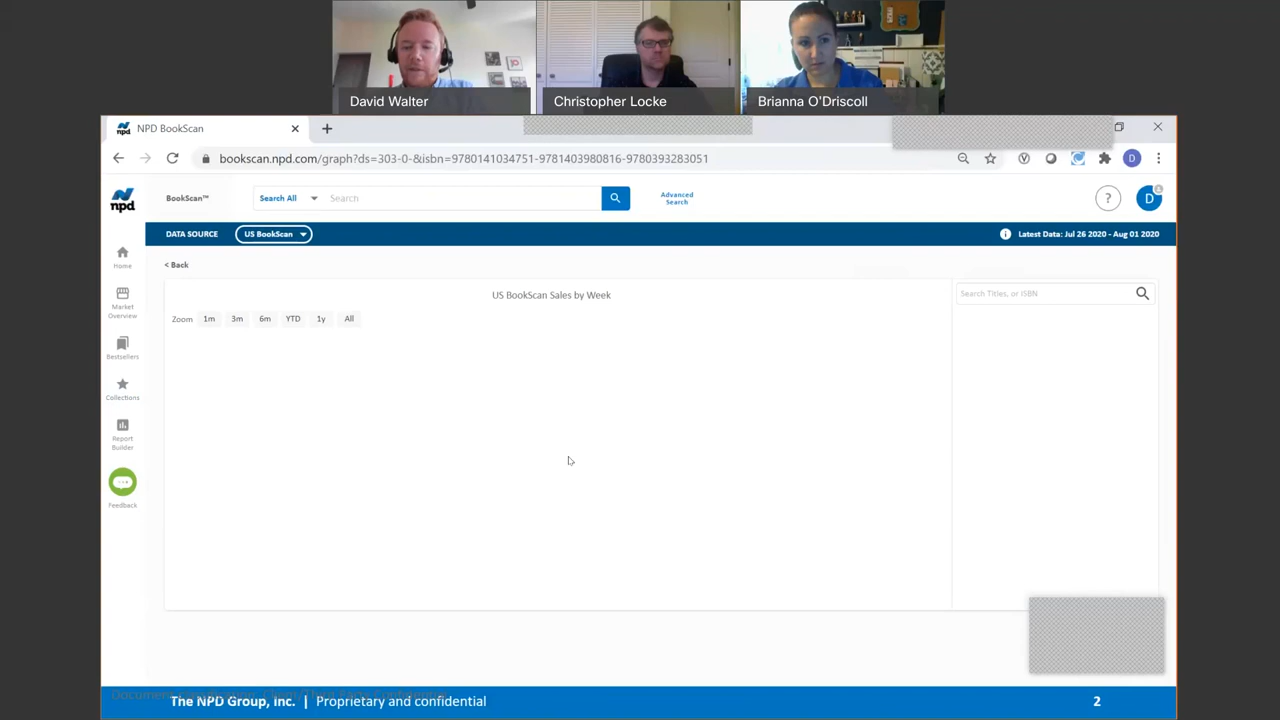 David Walter
Christopher Locke
Brianna O'Driscoll
NPD BookScan
bookscan.npd.com/graph?ds=303-0-&isbn=9780141034751-9781403980816-9780393283051
D
npd
BookScan™
Search All
Search
Advanced
Search
?
D
DATA SOURCE
US BookScan
Latest Data: Jul 26 2020 - Aug 01 2020
Home
Market
Overview
Bestsellers
Collections
Report
Builder
Feedback
< Back
US BookScan Sales by Week
Zoom 1m 3m 6m YTD 1y All
Search Titles, or ISBN
The NPD Group, Inc. | Proprietary and confidential
2